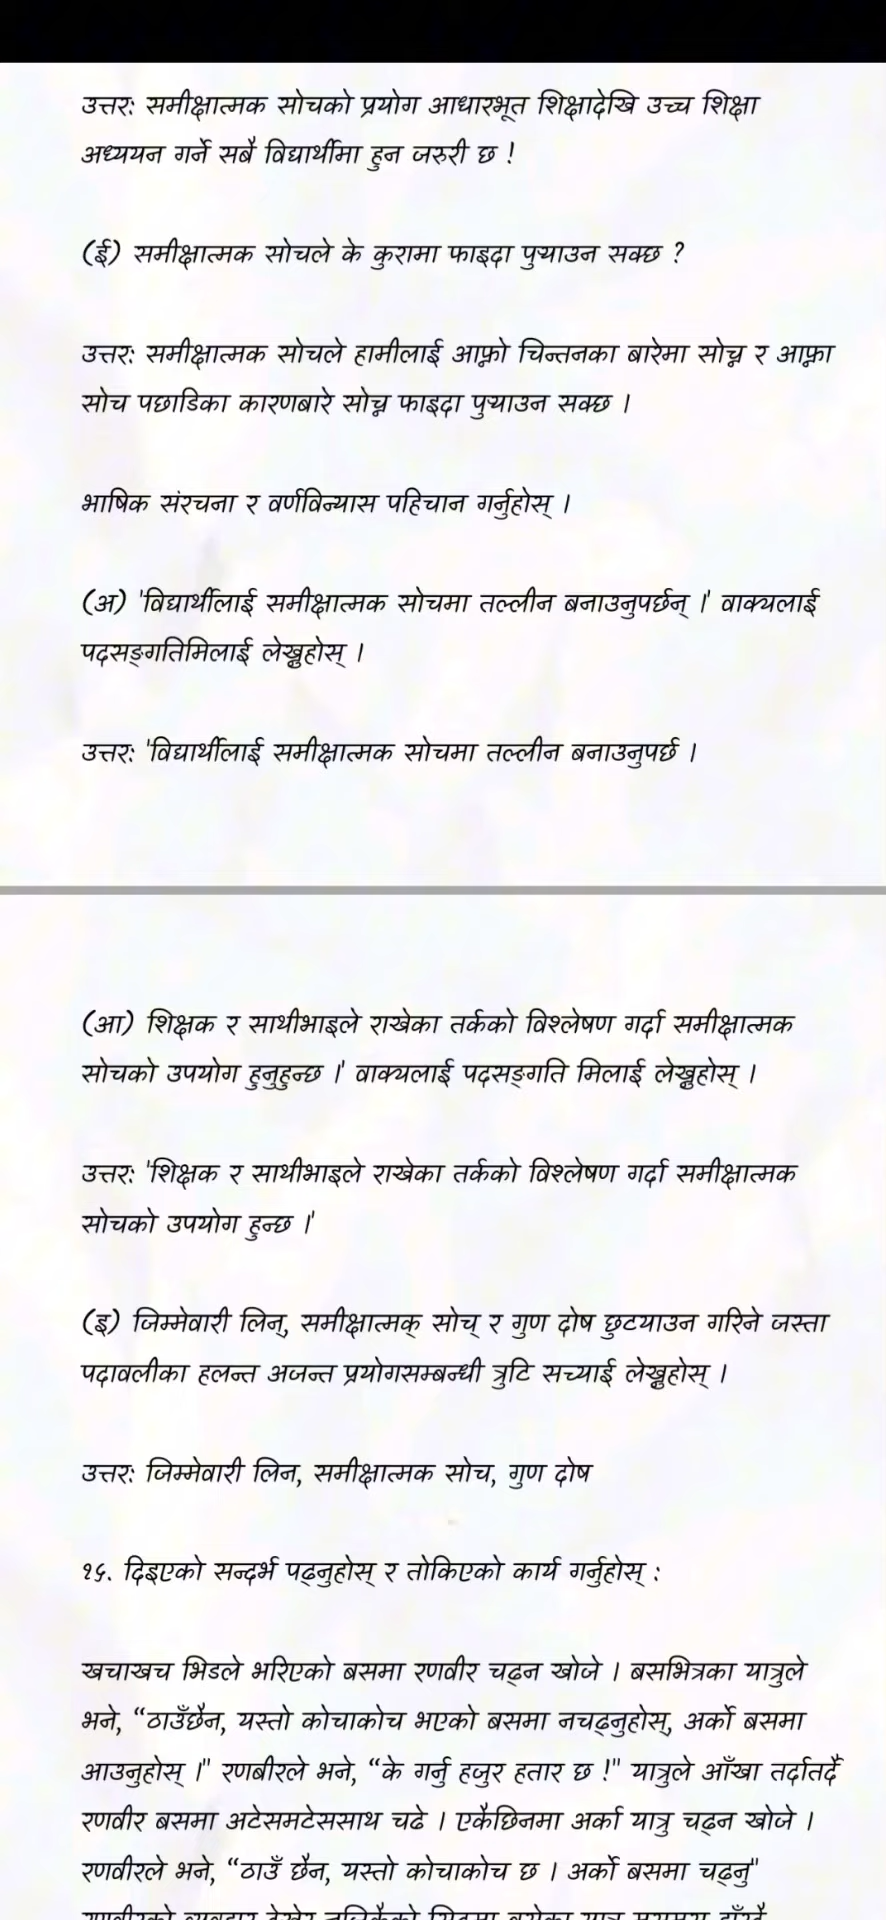 उत्तर: समीक्षात्मक सोचको प्रयोग आधारभूत शिक्षादेखि उच्च शिक्षा
अध्ययन गर्ने सबै विद्यार्थीमा हुन जरुरी छ !
(ई) समीक्षात्मक सोचले के कुरामा फाइदा पुऱ्याउन सक्छ ?
उत्तर: समीक्षात्मक सोचले हामीलाई आफ्नो चिन्तनका बारेमा सोच्न र आफ्ना
सोच पछाडिका कारणबारे सोच्न फाइदा पुऱ्याउन सक्छ ।
भाषिक संरचना र वर्णविन्यास पहिचान गर्नुहोस् ।
(अ) 'विद्यार्थीलाई समीक्षात्मक सोचमा तल्लीन बनाउनुपर्छन् ।' वाक्यलाई
पदसङ्गतिमिलाई लेख्नुहोस् ।
उत्तर: 'विद्यार्थीलाई समीक्षात्मक सोचमा तल्लीन बनाउनुपर्छ ।
(आ) शिक्षक र साथीभाइले राखेका तर्कको विश्लेषण गर्दा समीक्षात्मक
सोचको उपयोग हुनुहुन्छ ।' वाक्यलाई पदसङ्गति मिलाई लेख्नुहोस् ।
उत्तर: 'शिक्षक र साथीभाइले राखेका तर्कको विश्लेषण गर्दा समीक्षात्मक
सोचको उपयोग हुन्छ ।'
(इ) जिम्मेवारी लिन्, समीक्षात्मक् सोच् र गुण दोष छुटयाउन गरिने जस्ता
पदावलीका हलन्त अजन्त प्रयोगसम्बन्धी त्रुटि सच्याई लेख्नुहोस् ।
उत्तर: जिम्मेवारी लिन, समीक्षात्मक सोच, गुण दोष
१६. दिइएको सन्दर्भ पढ्नुहोस् र तोकिएको कार्य गर्नुहोस् :
खचाखच भिडले भरिएको बसमा रणवीर चढ्न खोजे । बसभित्रका यात्रुले
भने, “ठाउँछैन, यस्तो कोचाकोच भएको बसमा नचढ्नुहोस्, अर्को बसमा
आउनुहोस् ।" रणबीरले भने, “के गर्नु हजुर हतार छ !" यात्रुले आँखा तर्दातर्दै
रणवीर बसमा अटेसमटेससाथ चढे । एकैछिनमा अर्का यात्रु चढ्न खोजे ।
रणवीरले भने, “ठाउँ छैन, यस्तो कोचाकोच छ । अर्को बसमा चढ्नु"